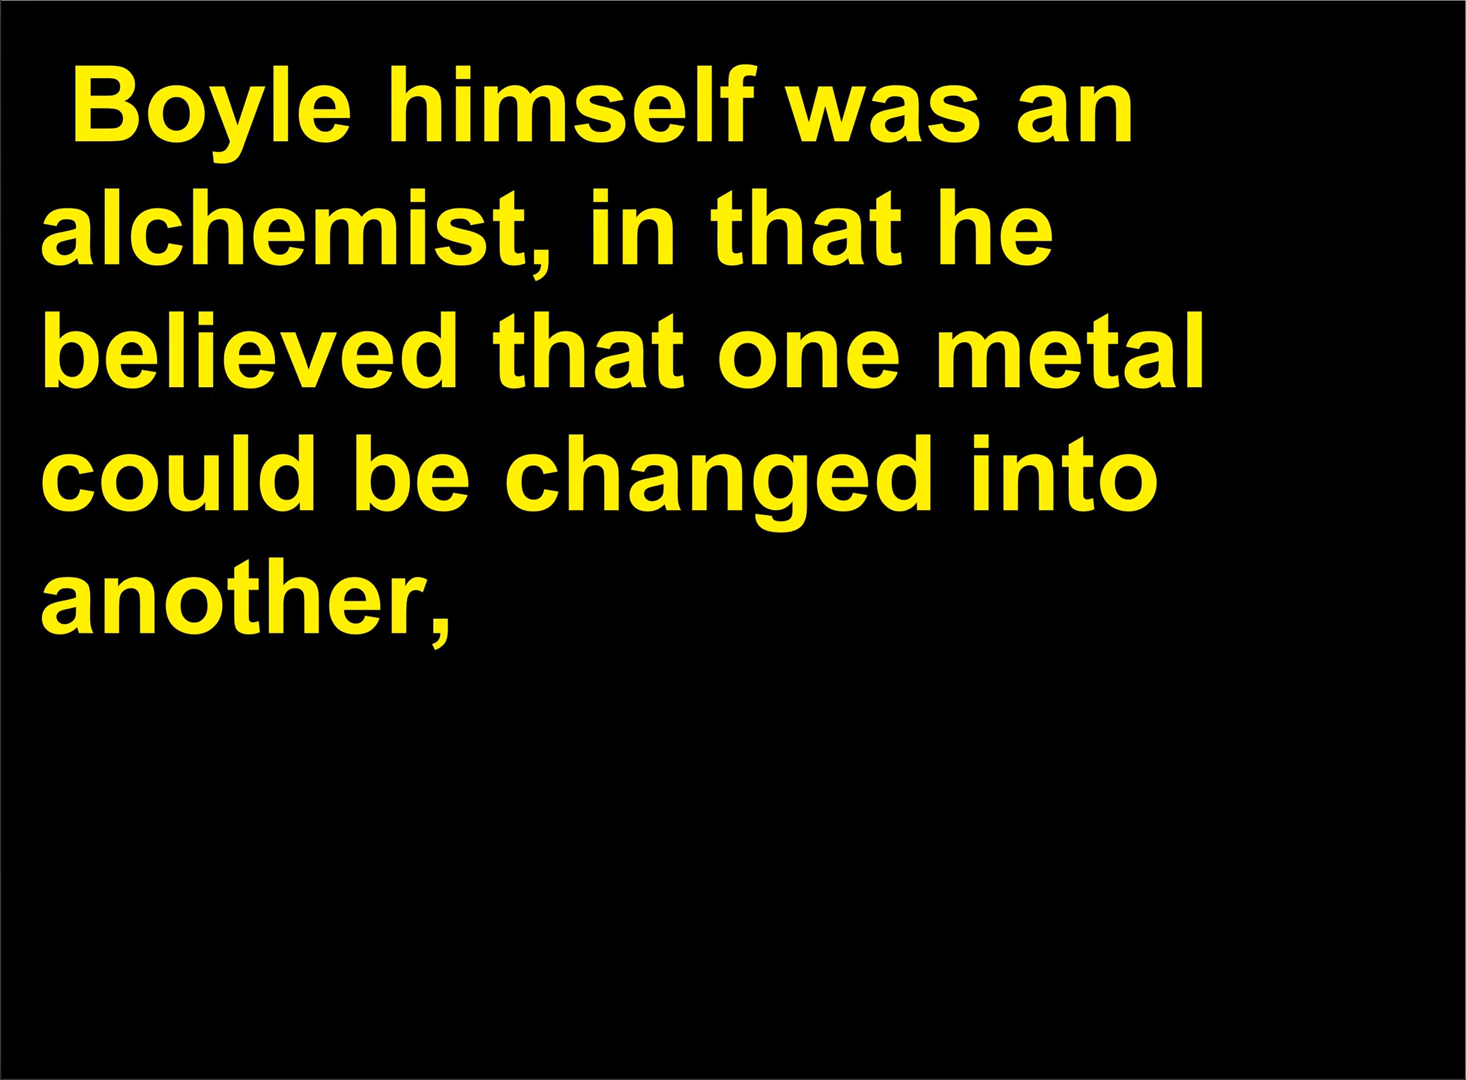 Boyle himself was an
alchemist, in that he
believed that one metal
could be changed into
another,